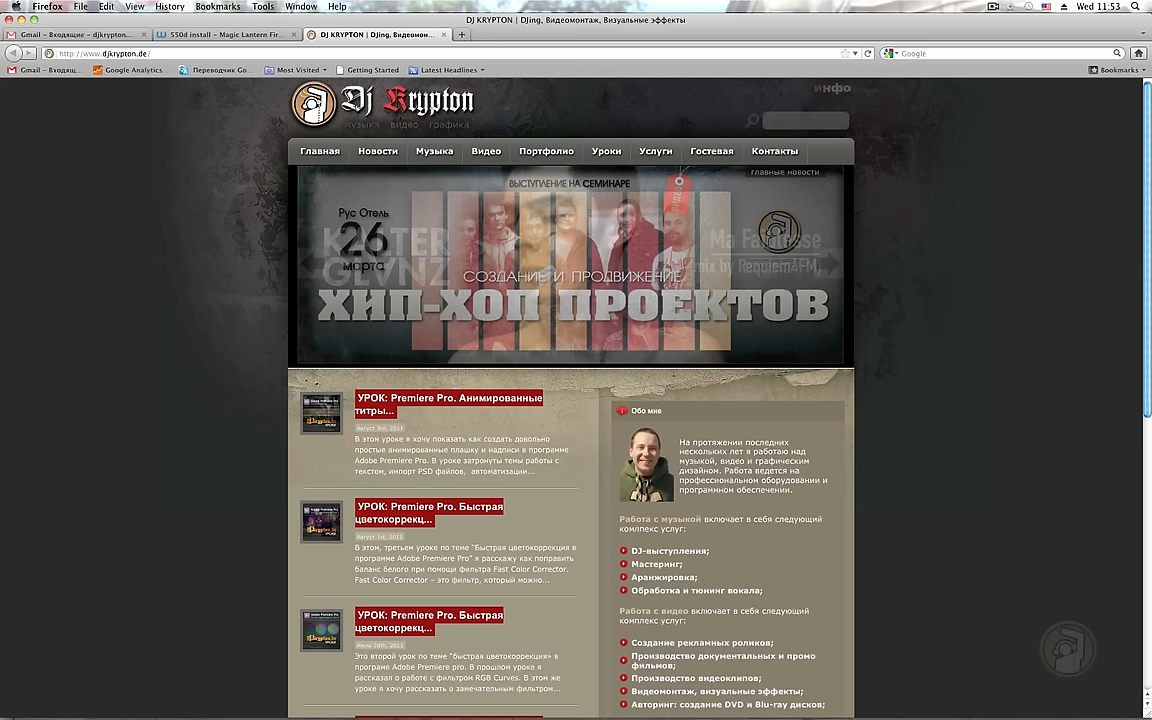 Firefox File Edit View History Bookmarks Tools Window Help
Wed 11:53
DJ KRYPTON | DJing, Видеомонтаж, Визуальные эффекты
Gmail - Входящие - djkrypton....
550d install - Magic Lantern Fir...
DJ KRYPTON | DJing, Видеомонт...
http://www.djkrypton.de/
Google
Gmail - Входящ...
Google Analytics...
Переводчик Go...
Most Visited
Getting Started
Latest Headlines
Bookmarks
Dj Krypton
музыка видео графика
инфо
Главная Новости Музыка Видео Портфолио Уроки Услуги Гостевая Контакты
главные новости
ВЫСТУПЛЕНИЕ НА СЕМИНАРЕ
видео
Рус Отель
26
марта
СОЗДАНИЕ И ПРОДВИЖЕНИЕ
ХИП-ХОП ПРОЕКТОВ
УРОК: Premiere Pro. Анимированные
титры...
Август 3rd, 2011
В этом уроке я хочу показать как создать довольно
простые анимированные плашку и надписи в программе
Adobe Premiere Pro. В уроке затронуты темы работы с
текстом, импорт PSD файлов, автоматизации...
УРОК: Premiere Pro. Быстрая
цветокоррекц...
Август 1st, 2011
В этом, третьем уроке по теме "Быстрая цветокоррекция в
программе Adobe Premiere Pro" я расскажу как поправить
баланс белого при помощи фильтра Fast Color Corrector.
Fast Color Corrector – это фильтр, который можно...
УРОК: Premiere Pro. Быстрая
цветокоррекц...
Июль 28th, 2011
Это второй урок по теме "быстрая цветокоррекция» в
програме Adobe Premiere pro. В прошлом уроке я
рассказал о работе с фильтром RGB Curves. В этом же
уроке я хочу рассказать о замечательным фильтром...
Обо мне
На протяжении последних
нескольких лет я работаю над
музыкой, видео и графическим
дизайном. Работа ведется на
профессиональном оборудовании и
программном обеспечении.
Работа с музыкой включает в себя следующий
комлпекс услуг:
DJ-выступления;
Мастеринг;
Аранжировка;
Обработка и тюнинг вокала;
Работа с видео включает в себя следующий
комплекс услуг:
Создание рекламных роликов;
Производство документальных и промо
фильмов;
Производство видеоклипов;
Видеомонтаж, визуальные эффекты;
Авторинг: создание DVD и Blu-ray дисков;